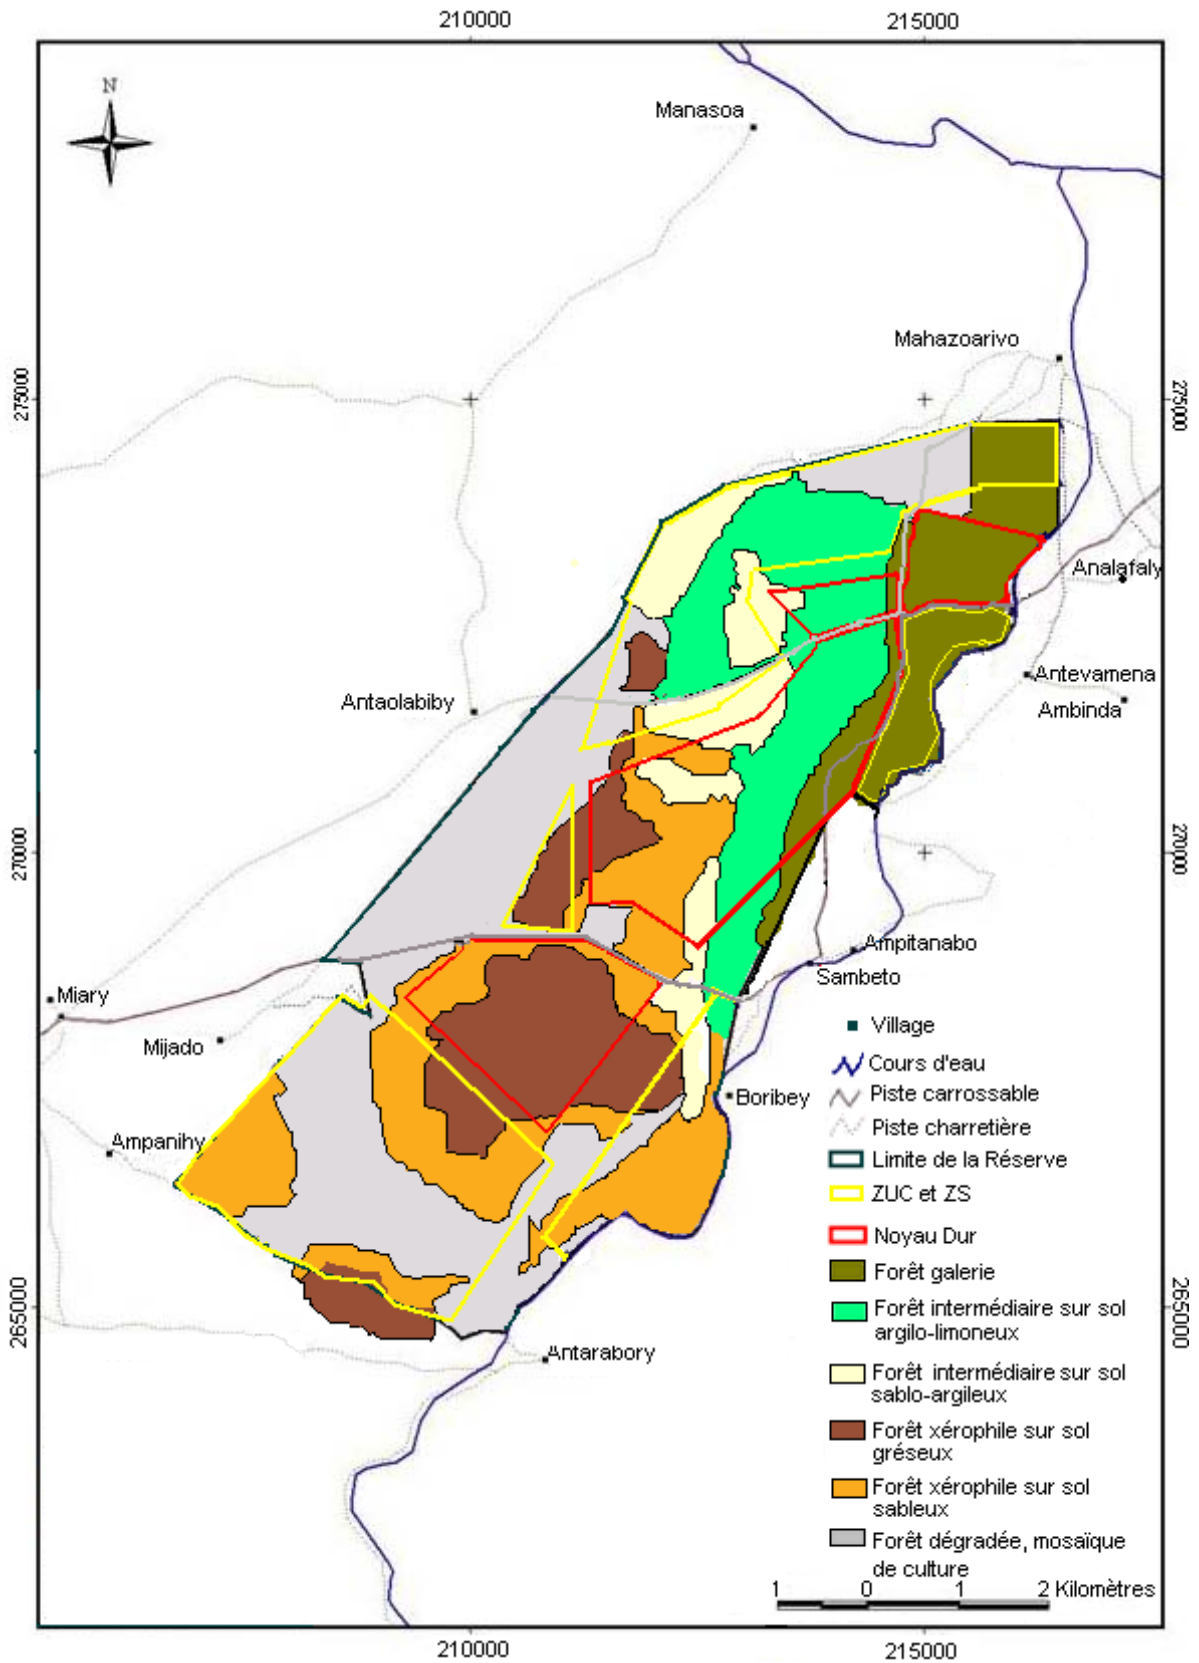 210000
215000
N
Manasoa
Mahazoarivo
275000
275000
Analafaly
Antevamena
Antaolabiby
Ambinda
270000
270000
Ampitanabo
Sambeto
Miary
Mijado
Village
Cours d'eau
Boribey
Piste carrossable
Piste charretière
Ampanihy
Limite de la Réserve
ZUC et ZS
Noyau Dur
Forêt galerie
265000
265000
Forêt intermédiaire sur sol
argilo-limoneux
Antarabory
Forêt intermédiaire sur sol
sablo-argileux
Forêt xérophile sur sol
gréseux
Forêt xérophile sur sol
sableux
Forêt dégradée, mosaïque
de culture
1 0 1 2 Kilomètres
210000
215000